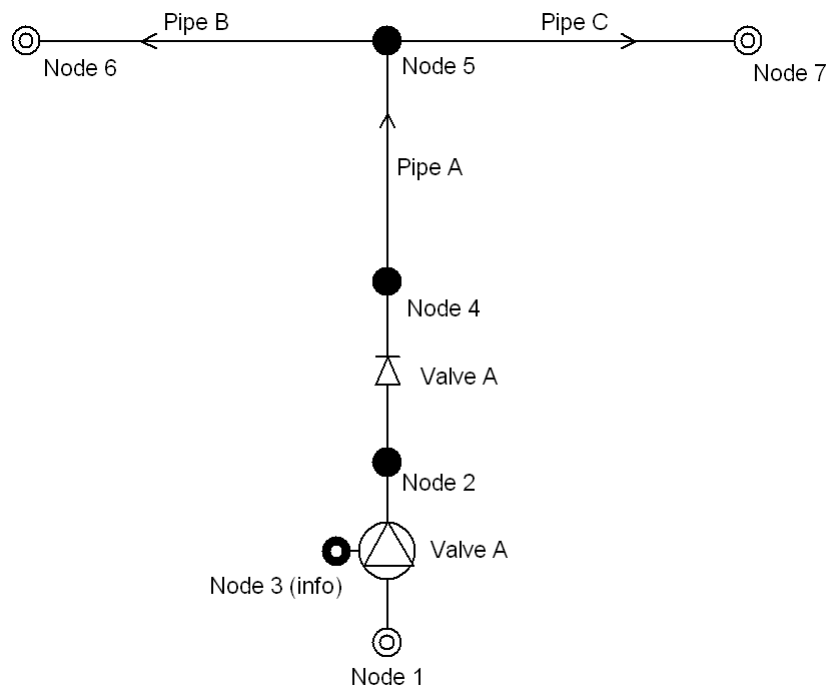 Pipe B
Pipe C
Node 6
Node 5
Node 7
Pipe A
Node 4
Valve A
Node 2
Valve A
Node 3 (info)
Node 1